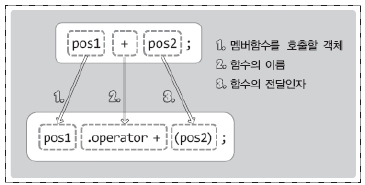 pos1 + pos2 ;
1. 멤버함수를 호출할 객체
2. 함수의 이름
3. 함수의 전달인자
1. 2. 3.
pos1 .operator + (pos2) ;